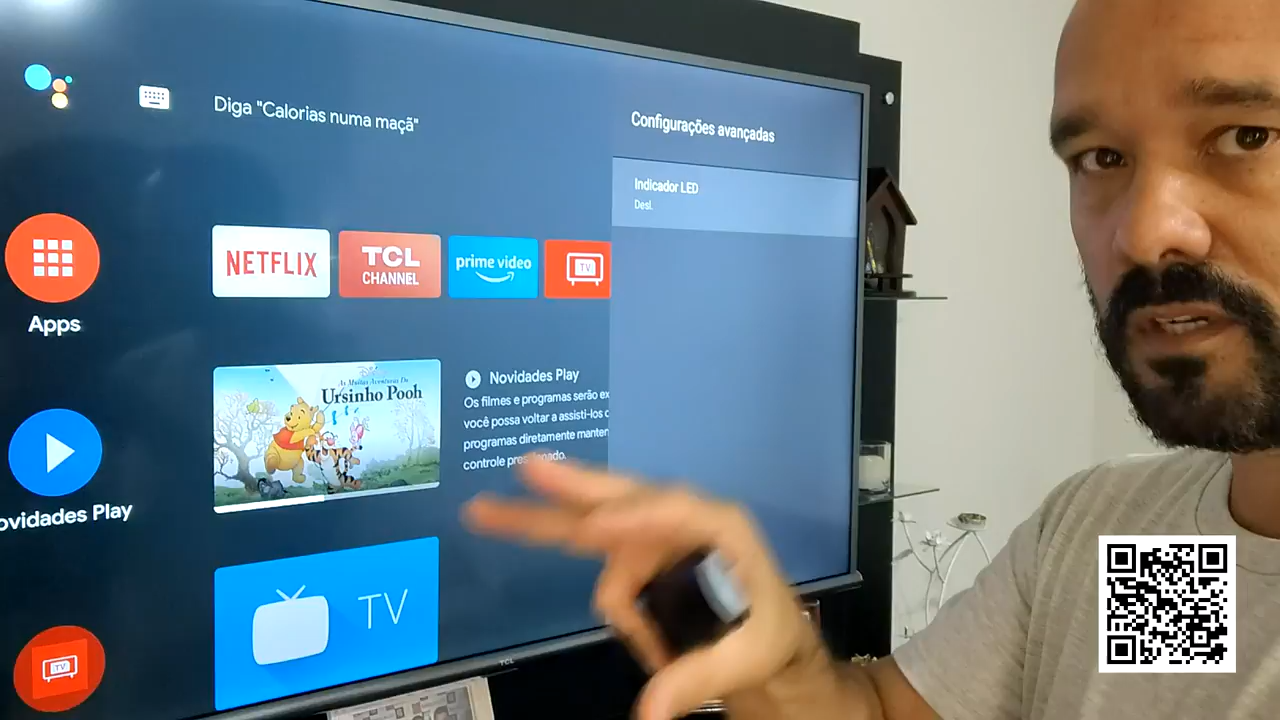 Diga "Calorias numa maçã"
Configurações avançadas
Indicador LED
Desl.
NETFLIX
TCL
CHANNEL
prime video
TV
Apps
As Muitas Aventuras Do
Ursinho Pooh
Novidades Play
Os filmes e programas serão ex
você possa voltar a assisti-los
programas diretamente manten
controle
ovidades Play
TV
TV
TCL